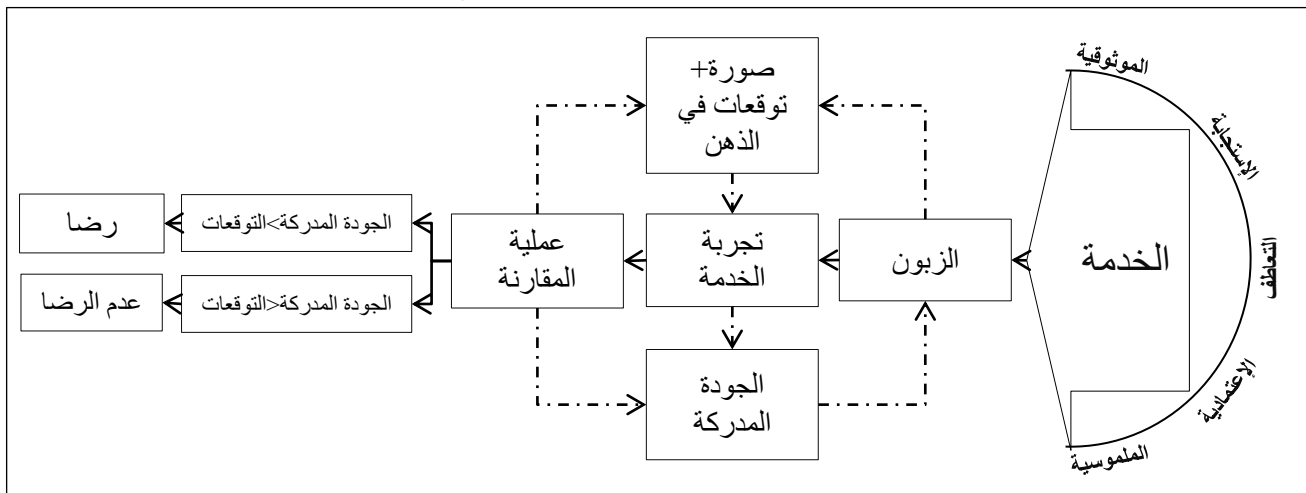 الموثوقية
الإستجابة
التعاطف
الإعتمادية
الملموسية
الخدمة
الزبون
صورة+
توقعات في
الذهن
تجربة
الخدمة
الجودة
المدركة
عملية
المقارنة
الجودة المدركة>التوقعات
رضا
الجودة المدركة<التوقعات
عدم الرضا